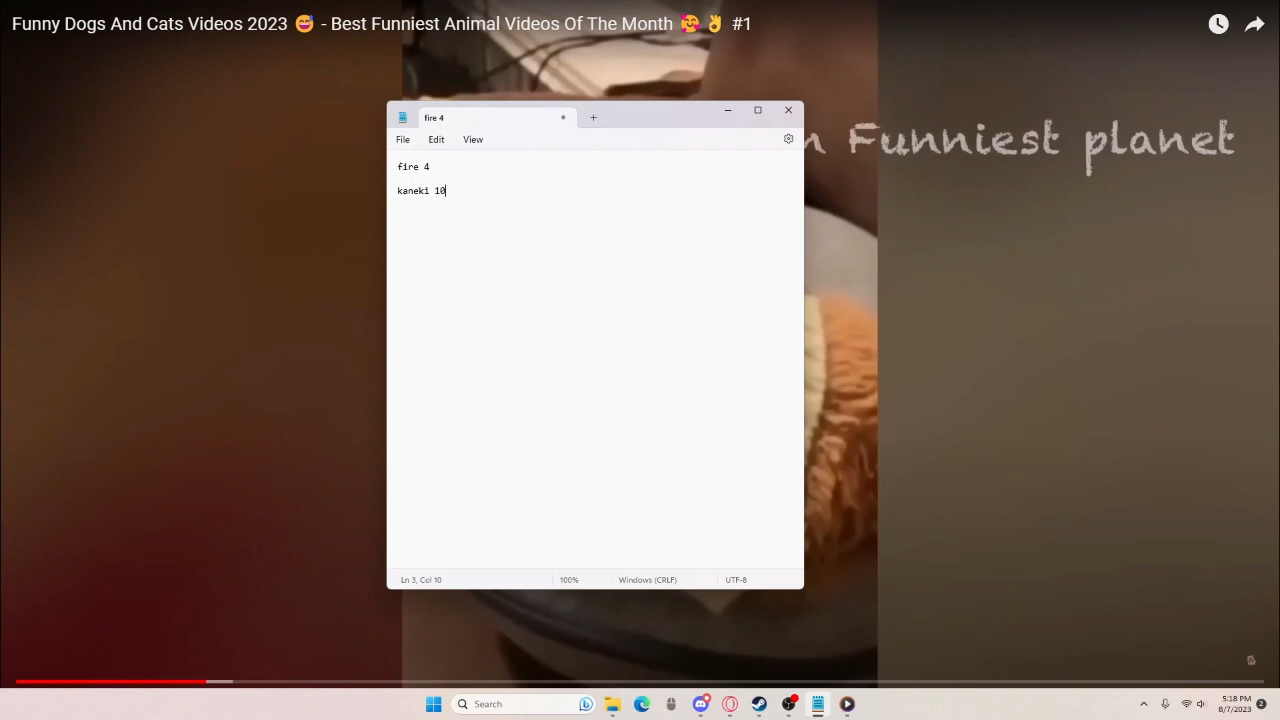 Funny Dogs And Cats Videos 2023 😅 - Best Funniest Animal Videos Of The Month 🥰👌 #1
fire 4
File Edit View
Funniest planet
fire 4
kaneki 10
Ln 3, Col 10 100% Windows (CRLF) UTF-8
Search
5:18 PM
8/7/2023
2